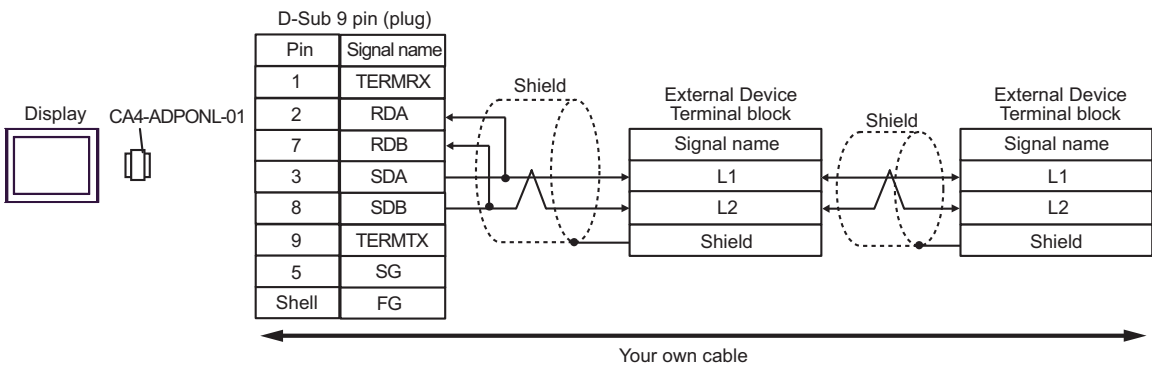 D-Sub 9 pin (plug)
Display
CA4-ADPONL-01
Pin Signal name
1 TERMRX
2 RDA
7 RDB
3 SDA
8 SDB
9 TERMTX
5 SG
Shell FG
Shield
External Device
Terminal block
Signal name
L1
L2
Shield
Shield
External Device
Terminal block
Signal name
L1
L2
Shield
Your own cable